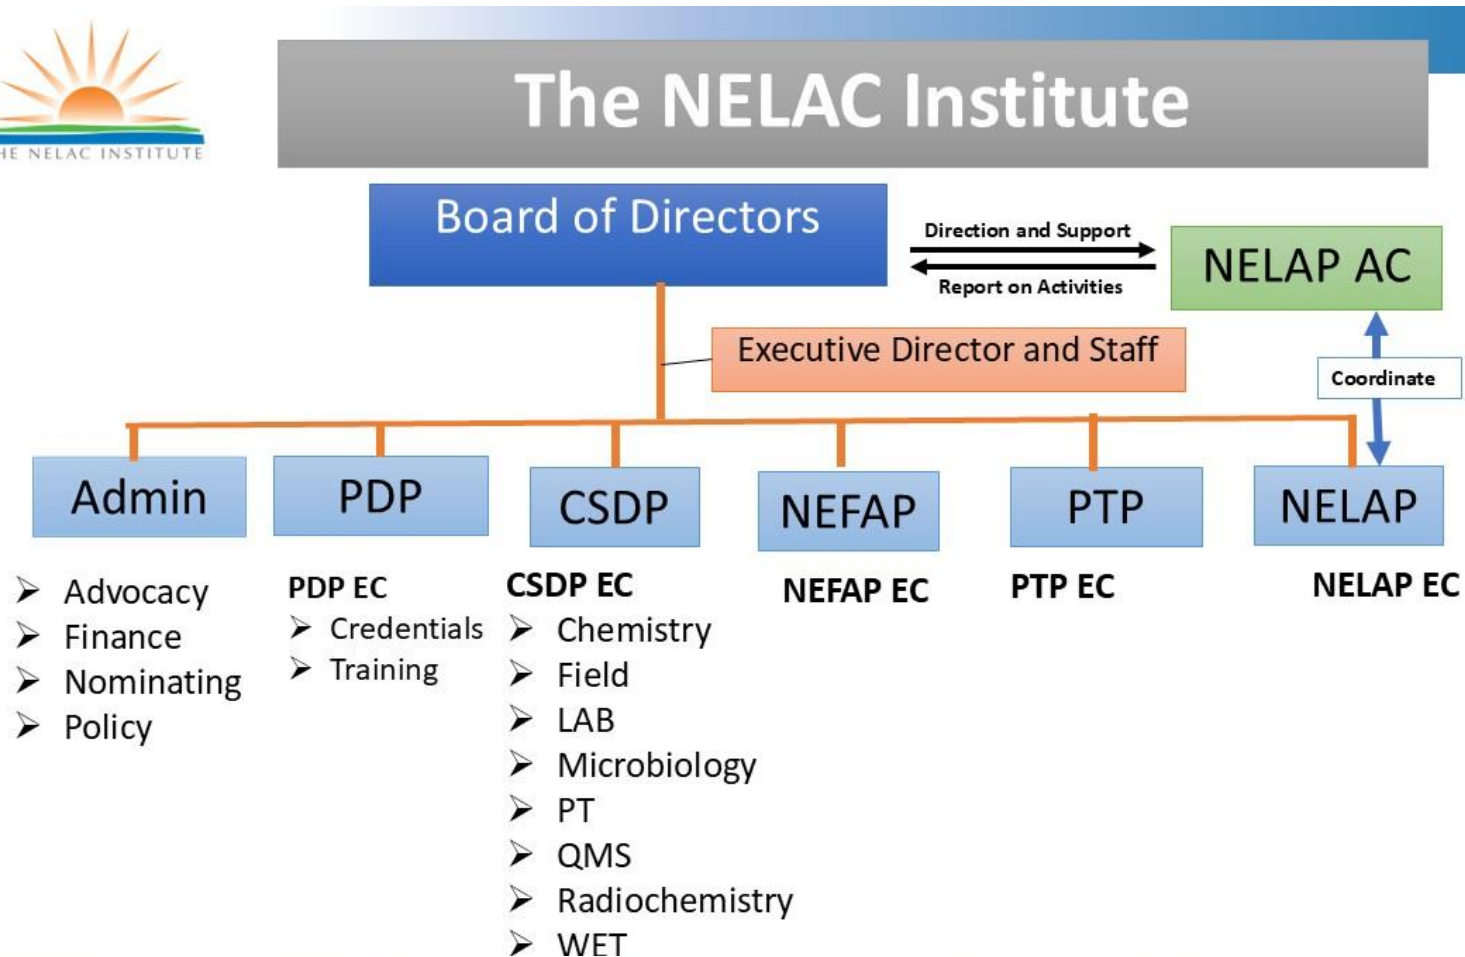 The NELAC Institute
HE NELAC INSTITUTE
Board of Directors
Direction and Support
Report on Activities
NELAP AC
Executive Director and Staff
Coordinate
Admin
PDP
CSDP
NEFAP
PTP
NELAP
Advocacy
Finance
Nominating
Policy
PDP EC
Credentials
Training
CSDP EC
Chemistry
Field
LAB
Microbiology
PT
QMS
Radiochemistry
WET
NEFAP EC
PTP EC
NELAP EC